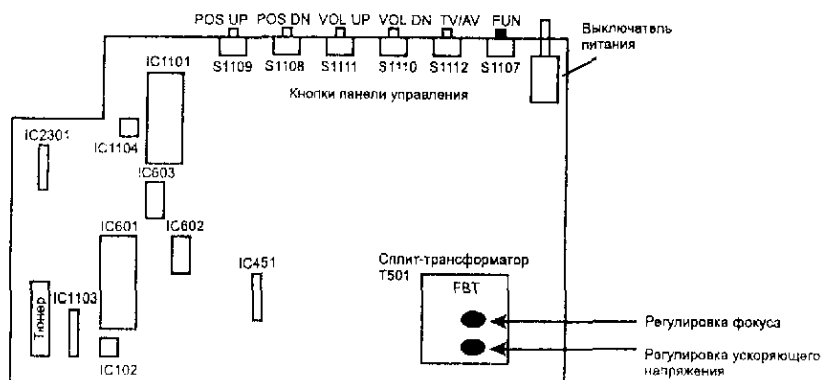 POS UP POS DN VOL UP VOL DN TV/AV FUN
S1109 S1108 S1111 S1110 S1112 S1107
Выключатель
питания
Кнопки панели управления
IC1101
IC2301
IC1104
IC603
IC601
IC602
IC451
Сплит-трансформатор
T501
FBT
Тюнер
IC1103
IC102
Регулировка фокуса
Регулировка ускоряющего
напряжения